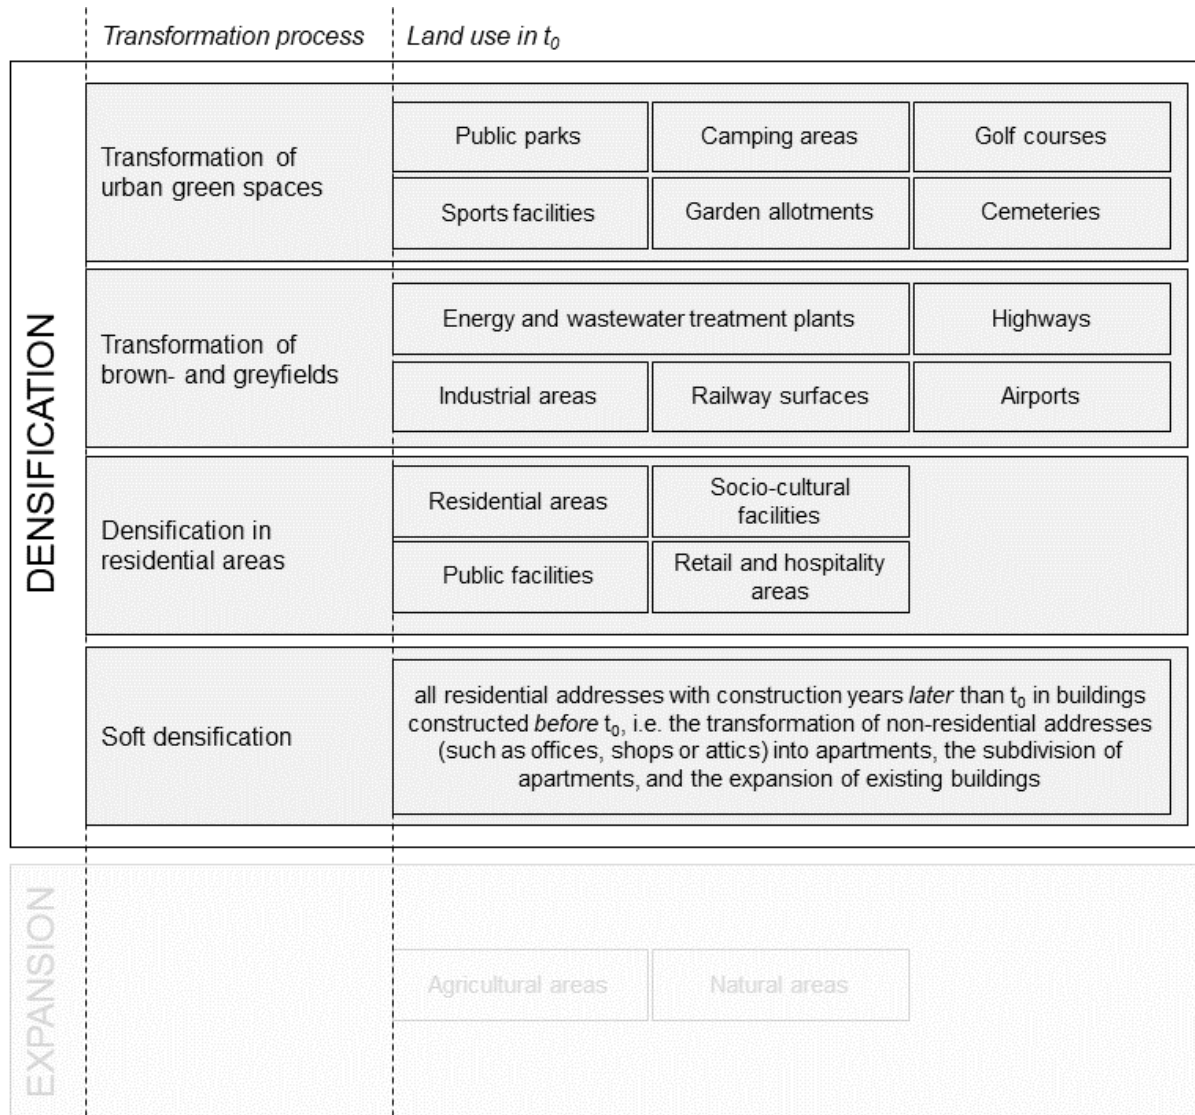 Transformation process
Land use in t0
DENSIFICATION
Transformation of
urban green spaces
Public parks
Camping areas
Golf courses
Sports facilities
Garden allotments
Cemeteries
Transformation of
brown- and greyfields
Energy and wastewater treatment plants
Highways
Industrial areas
Railway surfaces
Airports
Densification in
residential areas
Residential areas
Socio-cultural
facilities
Public facilities
Retail and hospitality
areas
Soft densification
all residential addresses with construction years later than t0 in buildings
constructed before t0, i.e. the transformation of non-residential addresses
(such as offices, shops or attics) into apartments, the subdivision of
apartments, and the expansion of existing buildings
EXPANSION
Agricultural areas
Natural areas